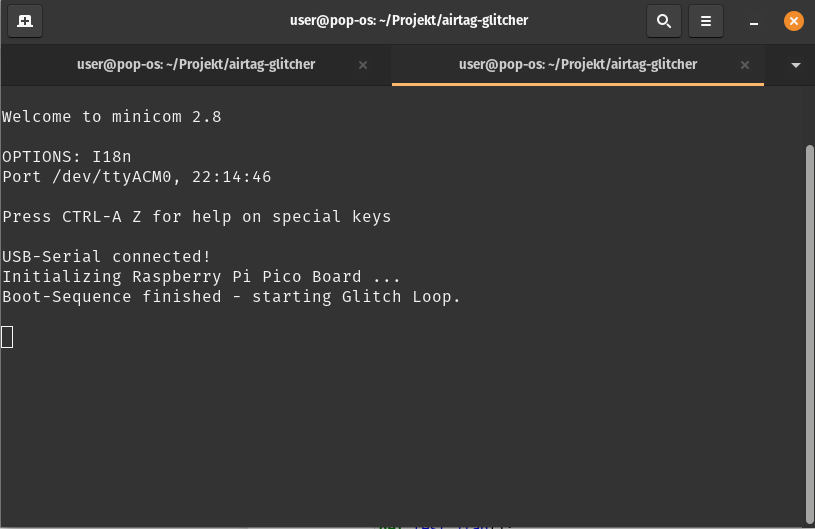 user@pop-os: ~/Projekt/airtag-glitcher
user@pop-os: ~/Projekt/airtag-glitcher
user@pop-os: ~/Projekt/airtag-glitcher
Welcome to minicom 2.8
OPTIONS: I18n
Port /dev/ttyACM0, 22:14:46
Press CTRL-A Z for help on special keys
USB-Serial connected!
Initializing Raspberry Pi Pico Board ...
Boot-Sequence finished - starting Glitch Loop.